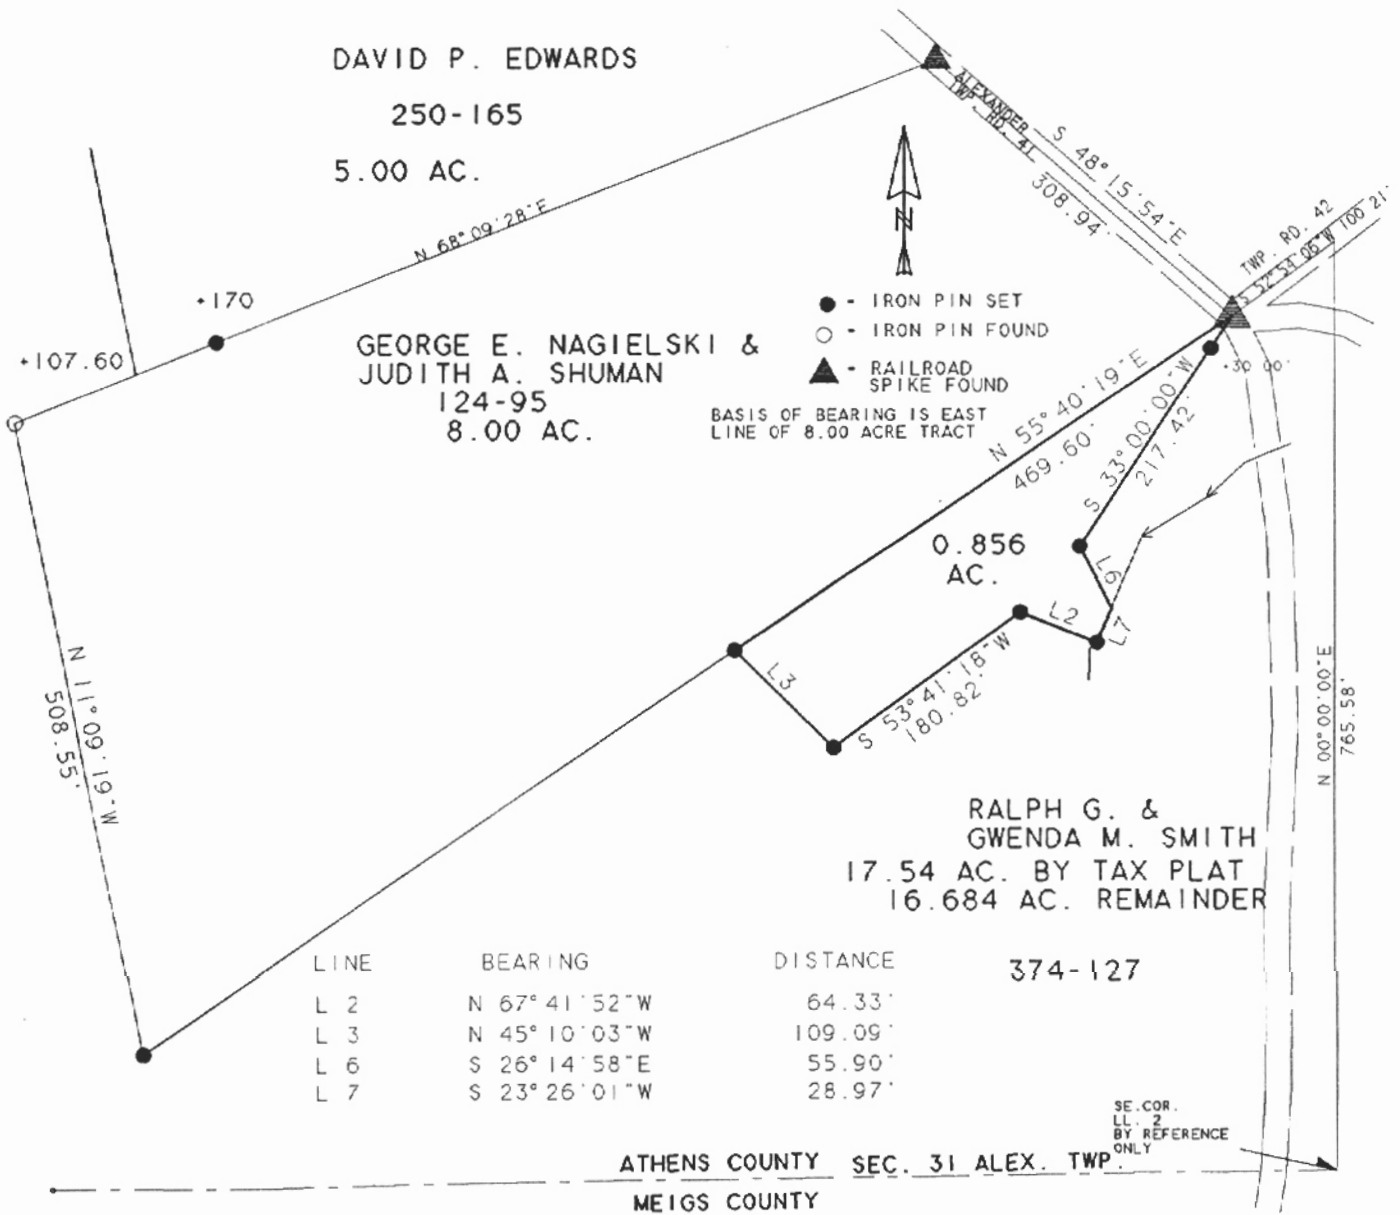 DAVID P. EDWARDS
250-165
5.00 AC.
ALEXANDER
TWP. RD. 41
S 48°15'54"E
308.94'
N 68°09'28"E
TWP. RD. 42
S 52°54'06"W 100.21'
N
+170
+107.60
● - IRON PIN SET
○ - IRON PIN FOUND
▲ - RAILROAD
SPIKE FOUND
GEORGE E. NAGIELSKI &
JUDITH A. SHUMAN
124-95
8.00 AC.
BASIS OF BEARING IS EAST
LINE OF 8.00 ACRE TRACT
+30.00'
N 55°40'19"E
469.60'
S 33°00'00"W
217.42'
0.856
AC.
L6
L2
L7
L3
S 53°41'18"W
180.82'
N 11°09'19"W
508.55'
N 00°00'00"E
765.58'
RALPH G. &
GWENDA M. SMITH
17.54 AC. BY TAX PLAT
16.684 AC. REMAINDER
374-127
LINE BEARING DISTANCE
L 2 N 67°41'52"W 64.33'
L 3 N 45°10'03"W 109.09'
L 6 S 26°14'58"E 55.90'
L 7 S 23°26'01"W 28.97'
SE.COR.
LL. 2
BY REFERENCE
ONLY
ATHENS COUNTY SEC. 31 ALEX. TWP.
MEIGS COUNTY